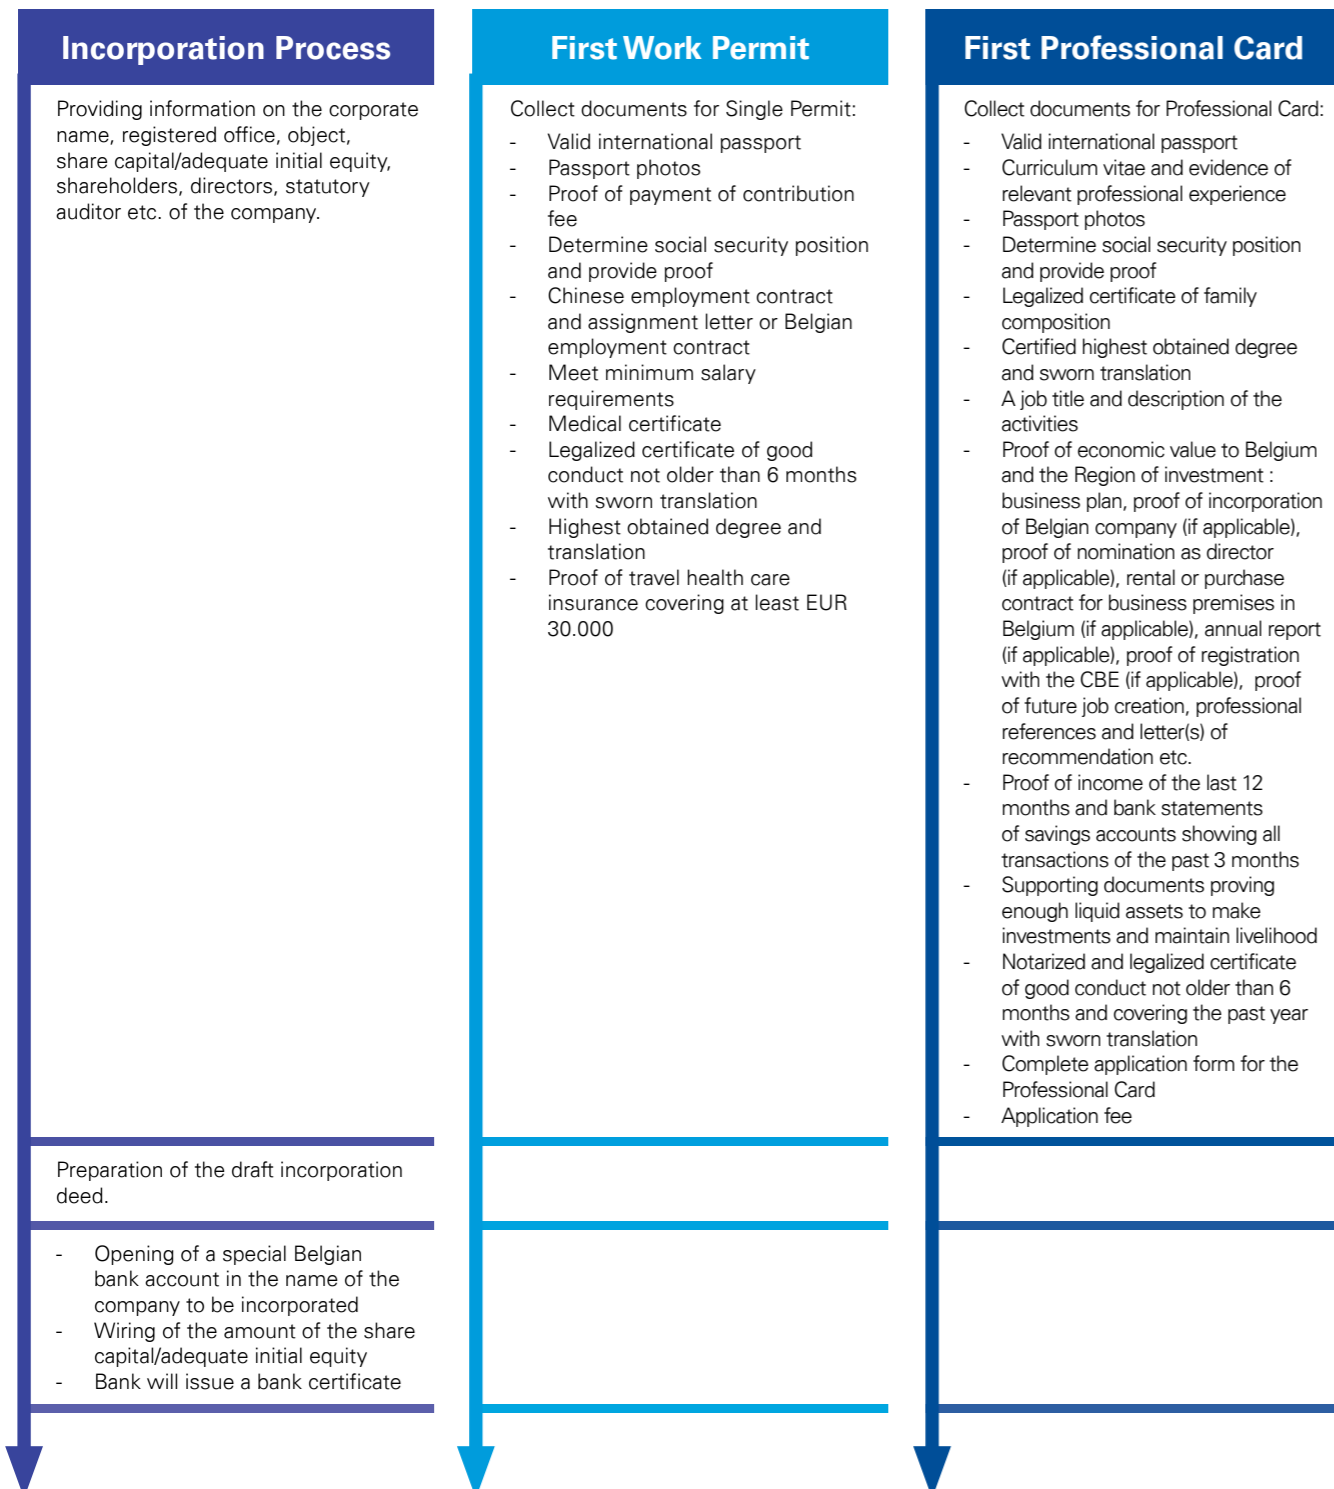 Incorporation Process
Providing information on the corporate
name, registered office, object,
share capital/adequate initial equity,
shareholders, directors, statutory
auditor etc. of the company.
Preparation of the draft incorporation
deed.
- Opening of a special Belgian
bank account in the name of the
company to be incorporated
- Wiring of the amount of the share
capital/adequate initial equity
- Bank will issue a bank certificate
First Work Permit
Collect documents for Single Permit:
- Valid international passport
- Passport photos
- Proof of payment of contribution
fee
- Determine social security position
and provide proof
- Chinese employment contract
and assignment letter or Belgian
employment contract
- Meet minimum salary
requirements
- Medical certificate
- Legalized certificate of good
conduct not older than 6 months
with sworn translation
- Highest obtained degree and
translation
- Proof of travel health care
insurance covering at least EUR
30.000
First Professional Card
Collect documents for Professional Card:
- Valid international passport
- Curriculum vitae and evidence of
relevant professional experience
- Passport photos
- Determine social security position
and provide proof
- Legalized certificate of family
composition
- Certified highest obtained degree
and sworn translation
- A job title and description of the
activities
- Proof of economic value to Belgium
and the Region of investment :
business plan, proof of incorporation
of Belgian company (if applicable),
proof of nomination as director
(if applicable), rental or purchase
contract for business premises in
Belgium (if applicable), annual report
(if applicable), proof of registration
with the CBE (if applicable), proof
of future job creation, professional
references and letter(s) of
recommendation etc.
- Proof of income of the last 12
months and bank statements
of savings accounts showing all
transactions of the past 3 months
- Supporting documents proving
enough liquid assets to make
investments and maintain livelihood
- Notarized and legalized certificate
of good conduct not older than 6
months and covering the past year
with sworn translation
- Complete application form for the
Professional Card
- Application fee